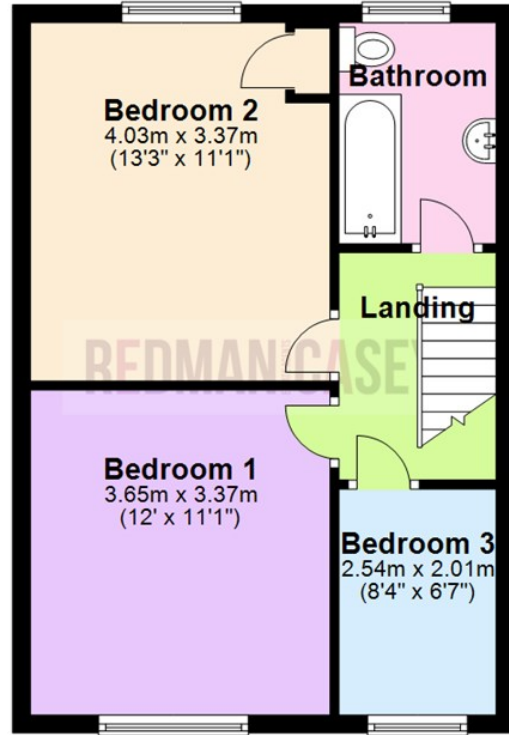 Bedroom 2
4.03m x 3.37m
(13'3" x 11'1")
Bathroom
Landing
REDMAN CASEY
Bedroom 1
3.65m x 3.37m
(12' x 11'1")
Bedroom 3
2.54m x 2.01m
(8'4" x 6'7")